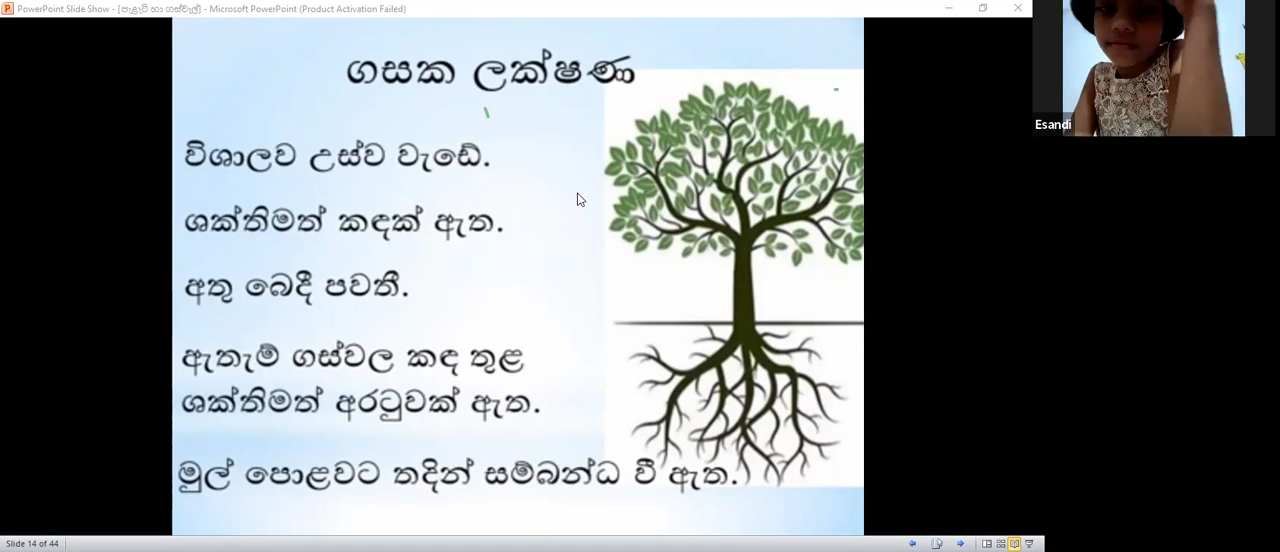 PowerPoint Slide Show - [පැළෑටි හා ගස්වැල්] - Microsoft PowerPoint (Product Activation Failed)
ගසක ලක්ෂණ
විශාලව උස්ව වැඩේ.
ශක්තිමත් කඳක් ඇත.
අතු බෙදී පවතී.
ඇතැම් ගස්වල කඳ තුළ
ශක්තිමත් අරටුවක් ඇත.
මුල් පොළවට තදින් සම්බන්ධ වී ඇත.
Esandi
Slide 14 of 44